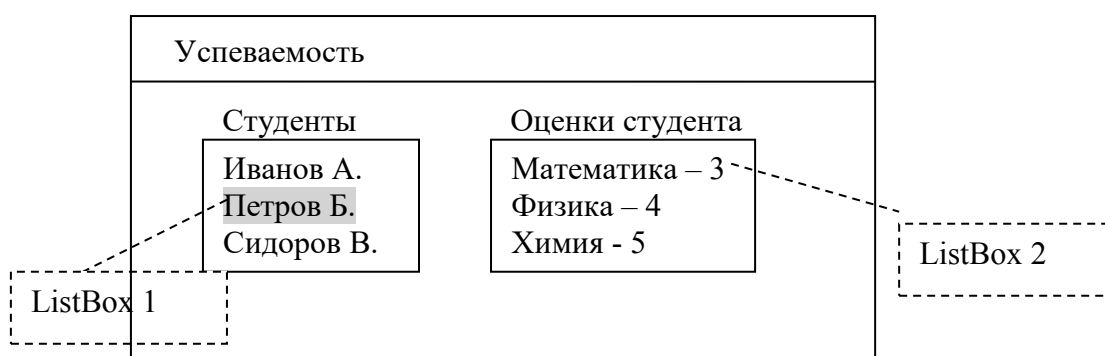 Успеваемость
Студенты
Оценки студента
Иванов А.
Петров Б.
Сидоров В.
Математика – 3
Физика – 4
Химия - 5
ListBox 2
ListBox 1